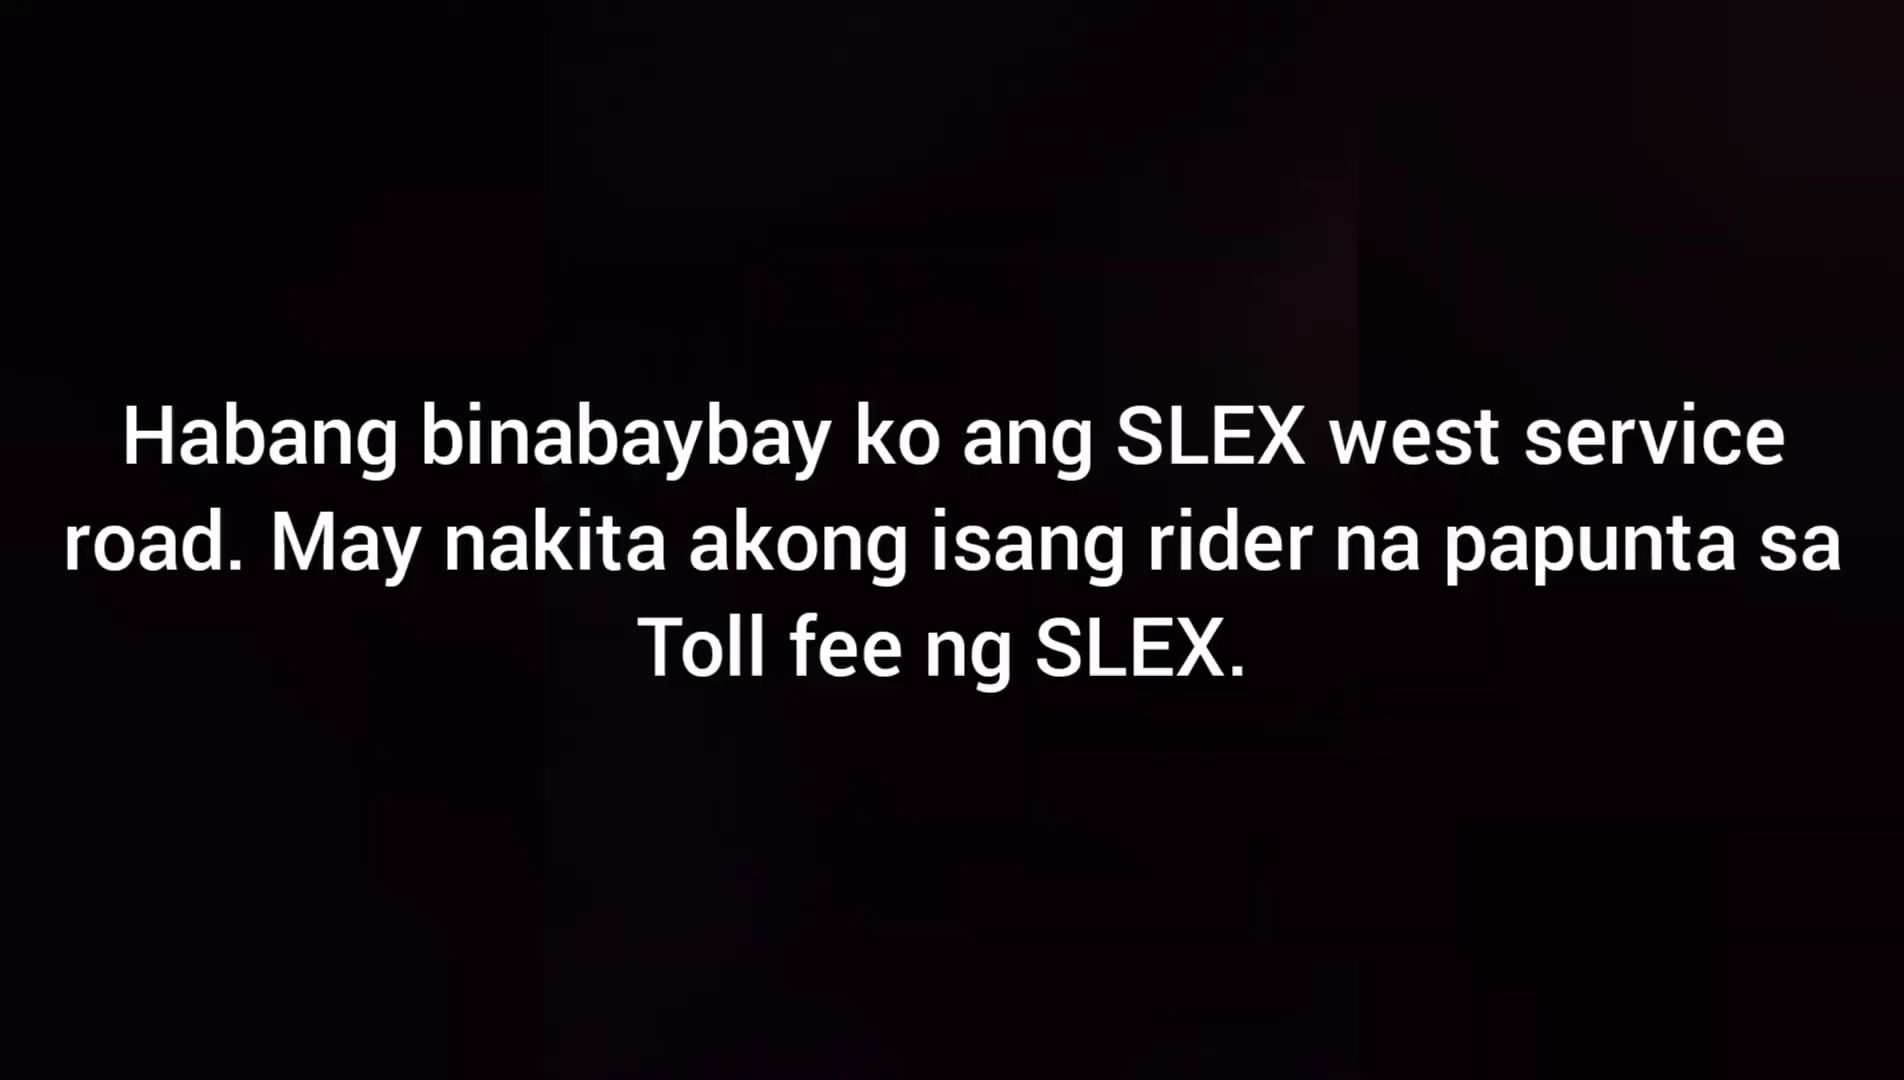 Habang binabaybay ko ang SLEX west service
road. May nakita akong isang rider na papunta sa
Toll fee ng SLEX.